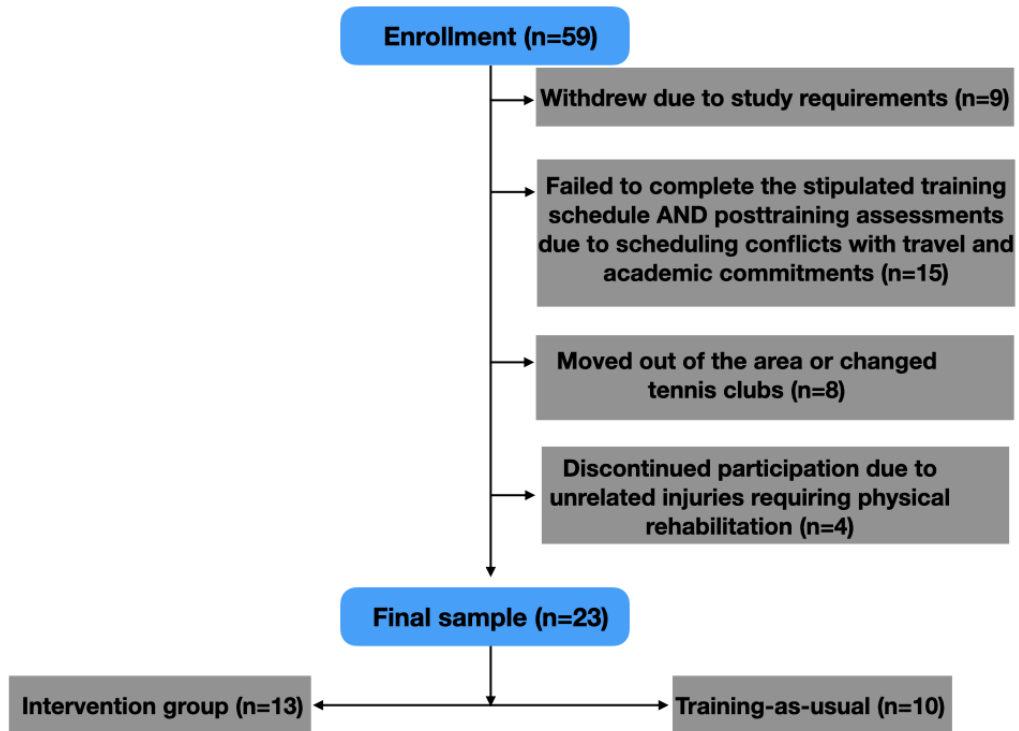 Enrollment (n=59)
Withdrew due to study requirements (n=9)
Failed to complete the stipulated training
schedule AND posttraining assessments
due to scheduling conflicts with travel and
academic commitments (n=15)
Moved out of the area or changed
tennis clubs (n=8)
Discontinued participation due to
unrelated injuries requiring physical
rehabilitation (n=4)
Final sample (n=23)
Intervention group (n=13)
Training-as-usual (n=10)